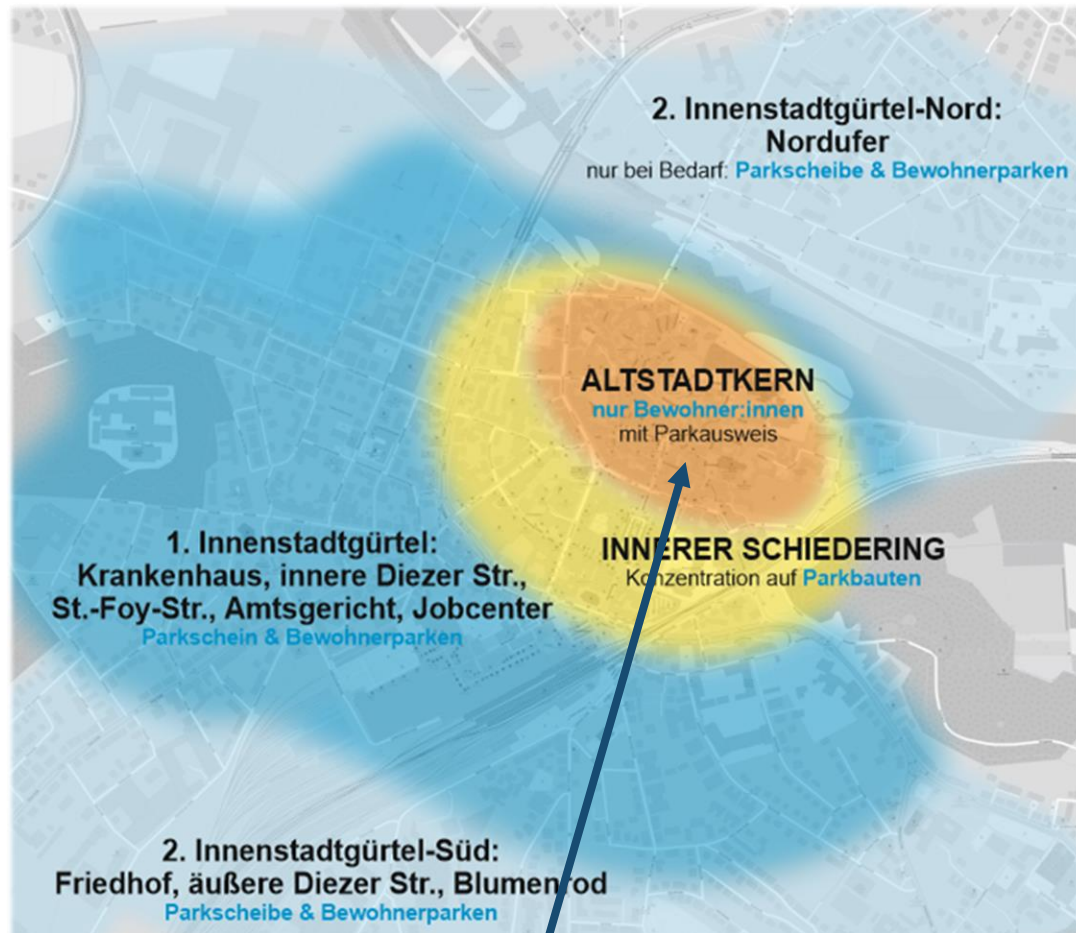 2. Innenstadtgürtel-Nord:
Nordufer
nur bei Bedarf: Parkscheibe & Bewohnerparken
ALTSTADTKERN
nur Bewohner:innen
mit Parkausweis
INNERER SCHIEDERING
Konzentration auf Parkbauten
1. Innenstadtgürtel:
Krankenhaus, innere Diezer Str.,
St.-Foy-Str., Amtsgericht, Jobcenter
Parkschein & Bewohnerparken
2. Innenstadtgürtel-Süd:
Friedhof, äußere Diezer Str., Blumenrod
Parkscheibe & Bewohnerparken